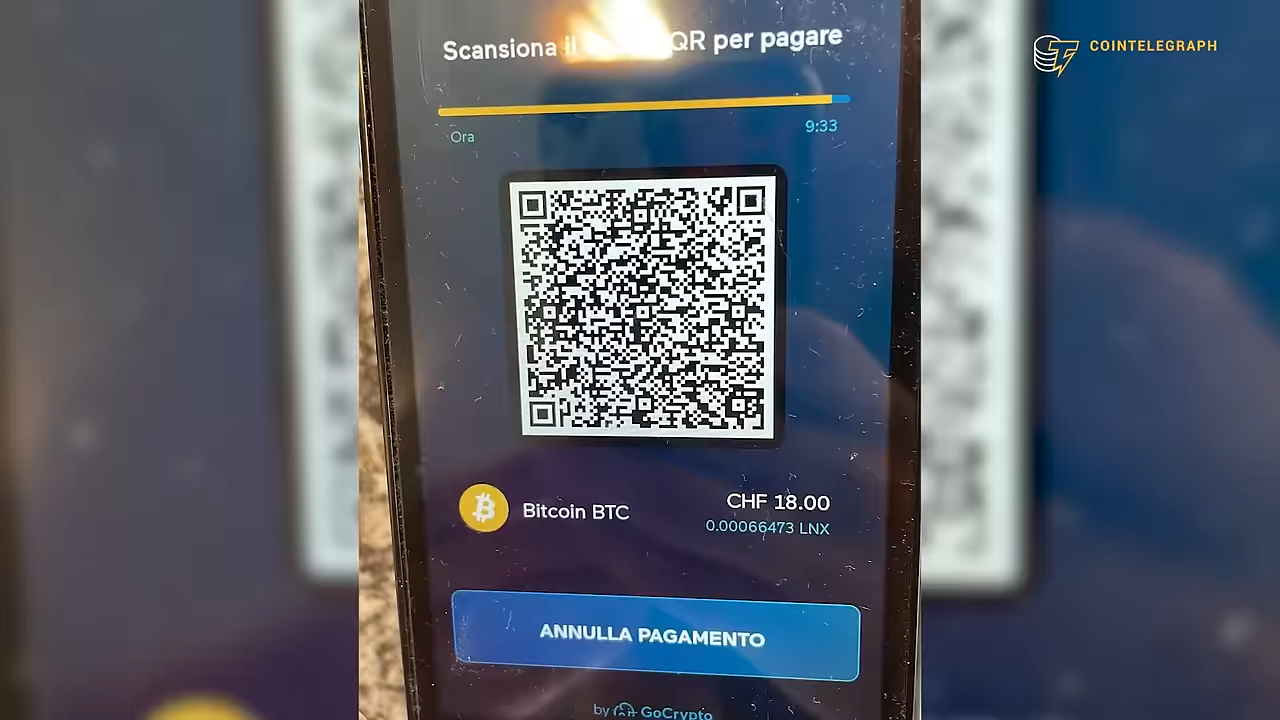 Scansiona il QR per pagare
COINTELEGRAPH
Ora
9:33
Bitcoin BTC
CHF 18.00
0.00066473 LNX
ANNULLA PAGAMENTO
by GoCrypto